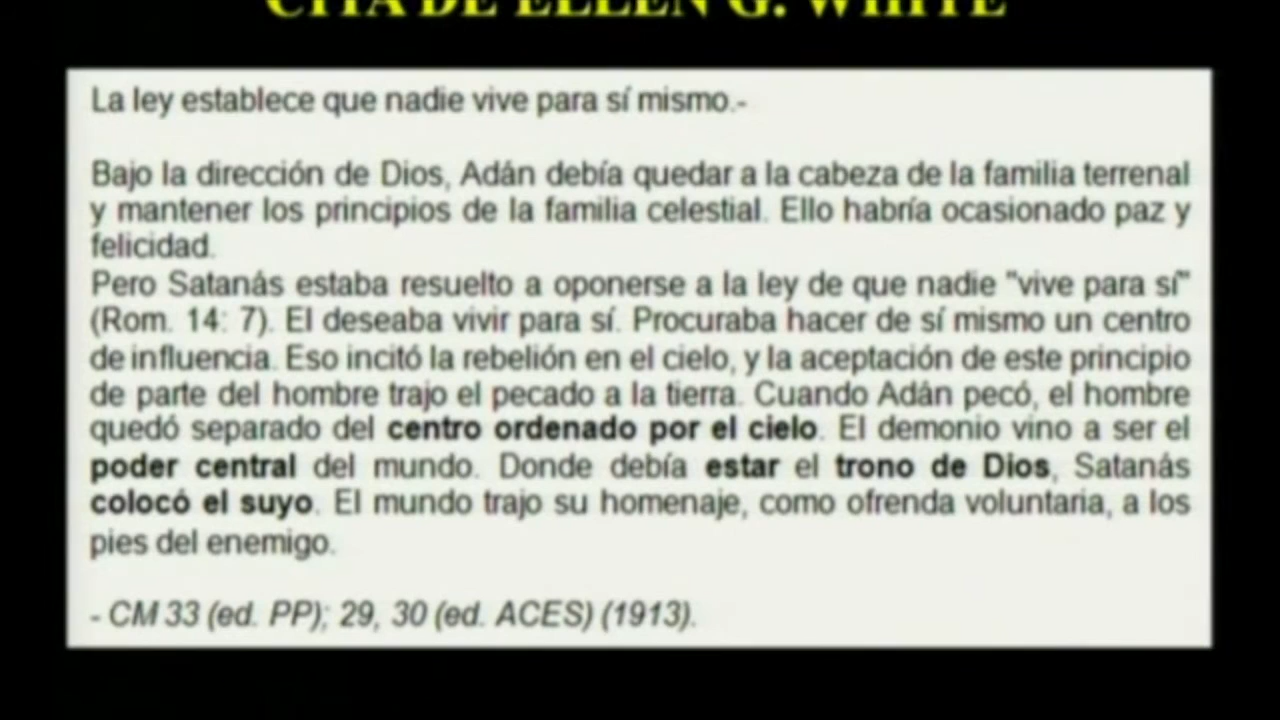 CITA DE ELLEN G. WHITE
La ley establece que nadie vive para sí mismo.-
Bajo la dirección de Dios, Adán debía quedar a la cabeza de la familia terrenal
y mantener los principios de la familia celestial. Ello habría ocasionado paz y
felicidad.
Pero Satanás estaba resuelto a oponerse a la ley de que nadie "vive para sí"
(Rom. 14: 7). El deseaba vivir para sí. Procuraba hacer de sí mismo un centro
de influencia. Eso incitó la rebelión en el cielo, y la aceptación de este principio
de parte del hombre trajo el pecado a la tierra. Cuando Adán pecó, el hombre
quedó separado del centro ordenado por el cielo. El demonio vino a ser el
poder central del mundo. Donde debía estar el trono de Dios, Satanás
colocó el suyo. El mundo trajo su homenaje, como ofrenda voluntaria, a los
pies del enemigo.
- CM 33 (ed. PP); 29, 30 (ed. ACES) (1913).